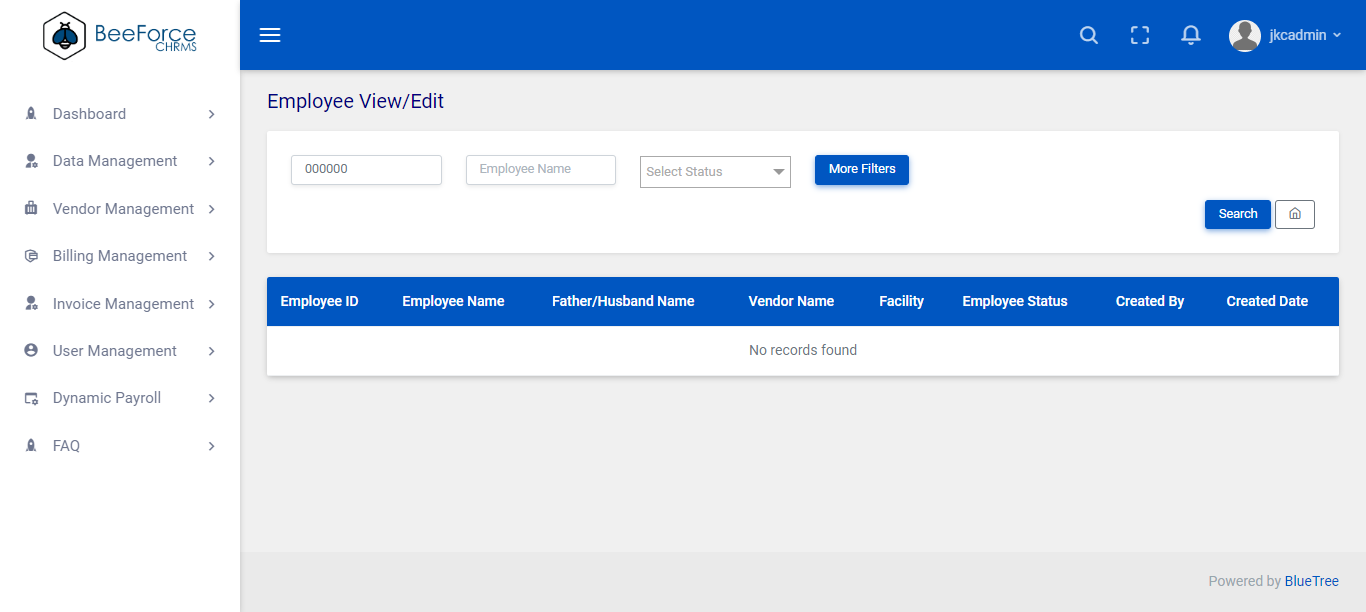 BeeForce
CHRMS
jkcadmin
Dashboard
Data Management
Vendor Management
Billing Management
Invoice Management
User Management
Dynamic Payroll
FAQ
Employee View/Edit
000000 Employee Name Select Status More Filters
Search
Employee ID Employee Name Father/Husband Name Vendor Name Facility Employee Status Created By Created Date
No records found
Powered by BlueTree